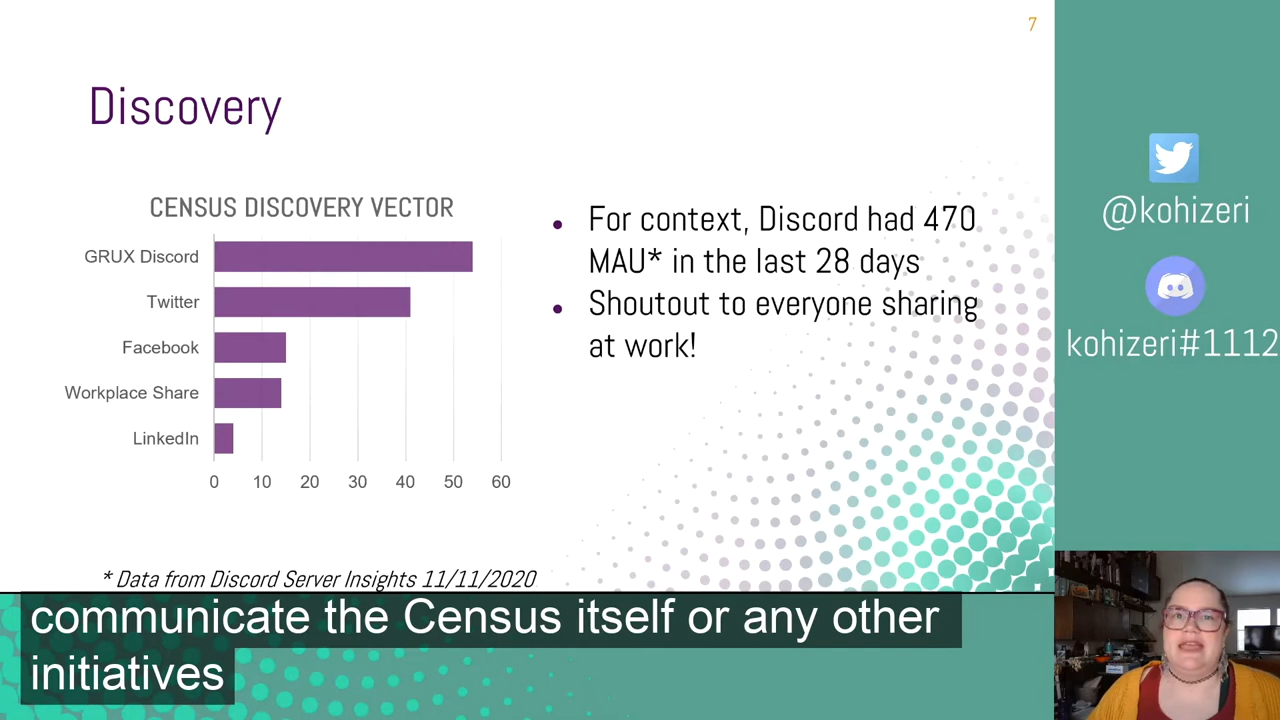 7
Discovery
CENSUS DISCOVERY VECTOR
GRUX Discord
Twitter
Facebook
Workplace Share
LinkedIn
0 10 20 30 40 50 60
• For context, Discord had 470
MAU* in the last 28 days
• Shoutout to everyone sharing
at work!
* Data from Discord Server Insights 11/11/2020
@kohizeri
kohizeri#1112
communicate the Census itself or any other
initiatives